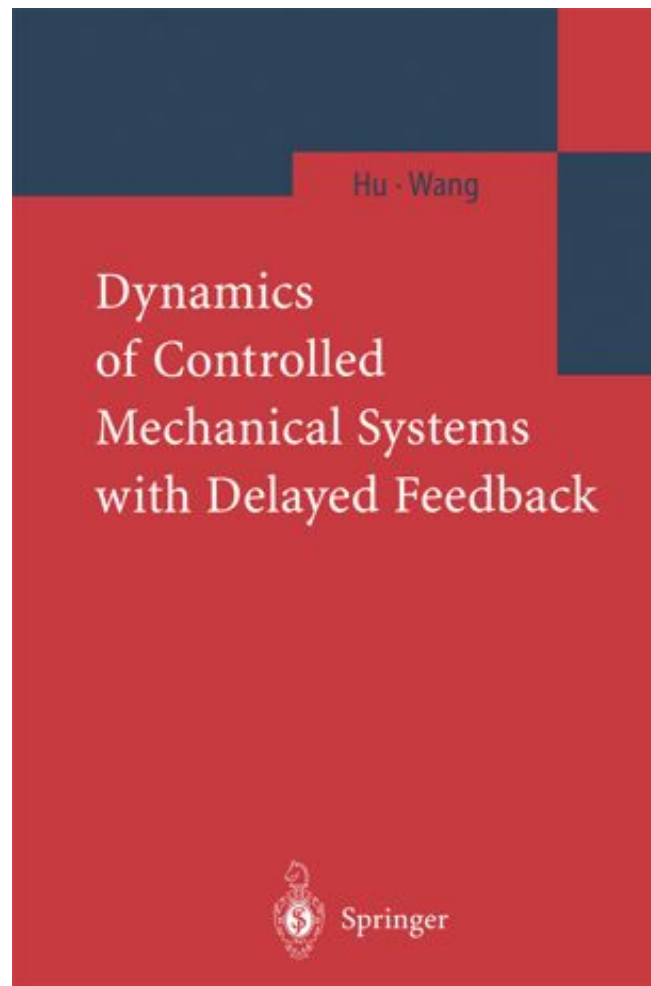 Hu · Wang
Dynamics
of Controlled
Mechanical Systems
with Delayed Feedback
Springer